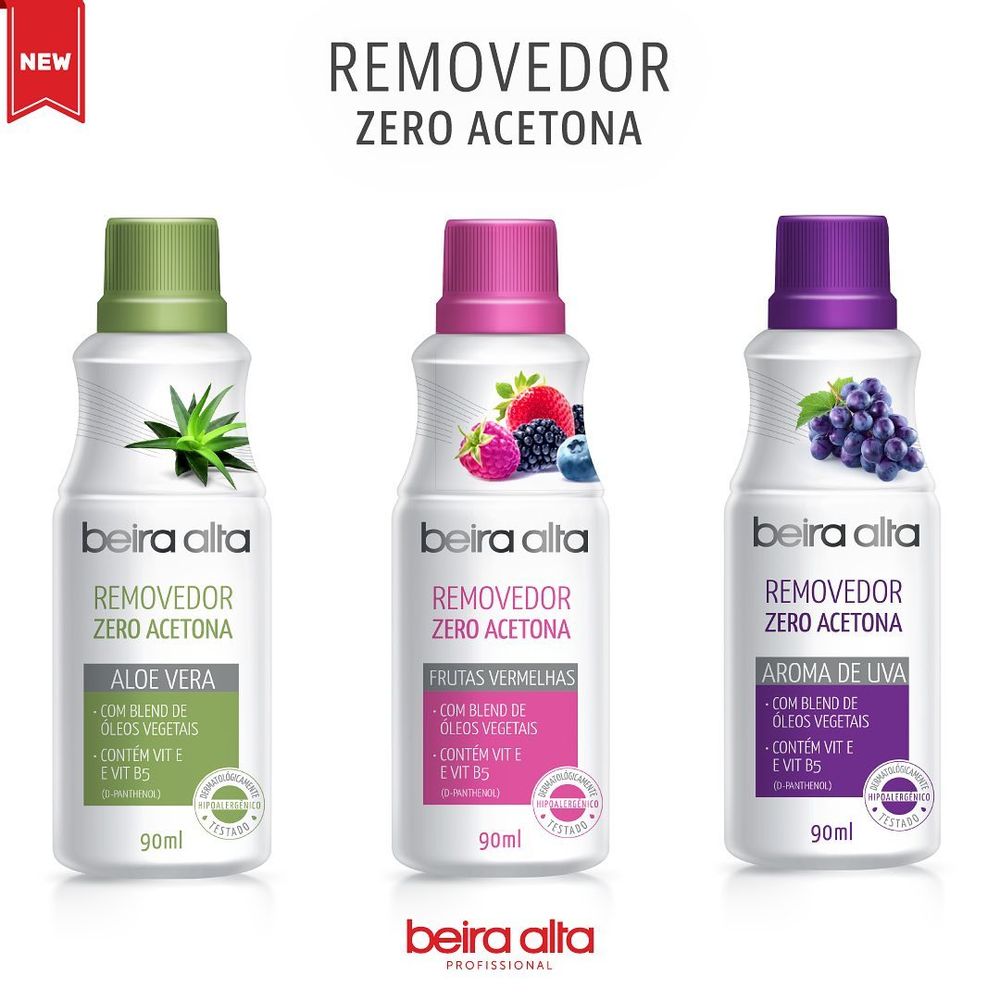 NEW
REMOVEDOR
ZERO ACETONA
beira alta
REMOVEDOR
ZERO ACETONA
ALOE VERA
· COM BLEND DE
ÓLEOS VEGETAIS
· CONTÉM VIT E
E VIT B5
(D-PANTHENOL)
DERMATOLÓGICAMENTE
HIPOALERGÊNICO
TESTADO
90ml
beira alta
REMOVEDOR
ZERO ACETONA
FRUTAS VERMELHAS
· COM BLEND DE
ÓLEOS VEGETAIS
· CONTÉM VIT E
E VIT B5
(D-PANTHENOL)
DERMATOLÓGICAMENTE
HIPOALERGÊNICO
TESTADO
90ml
beira alta
REMOVEDOR
ZERO ACETONA
AROMA DE UVA
· COM BLEND DE
ÓLEOS VEGETAIS
· CONTÉM VIT E
E VIT B5
(D-PANTHENOL)
DERMATOLÓGICAMENTE
HIPOALERGÊNICO
TESTADO
90ml
beira alta
PROFISSIONAL